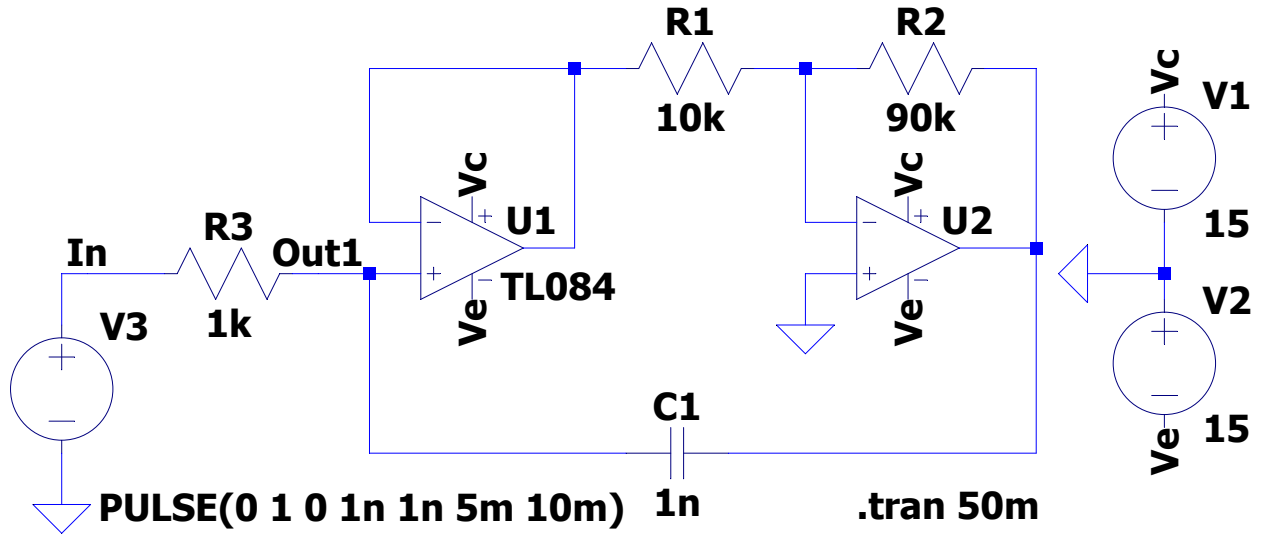 R1
10k
R2
90k
Vc
V1
15
Vc
U1
TL084
Ve
Vc
U2
Ve
In
R3
1k
Out1
V3
V2
15
Ve
C1
1n
PULSE(0 1 0 1n 1n 5m 10m)
.tran 50m